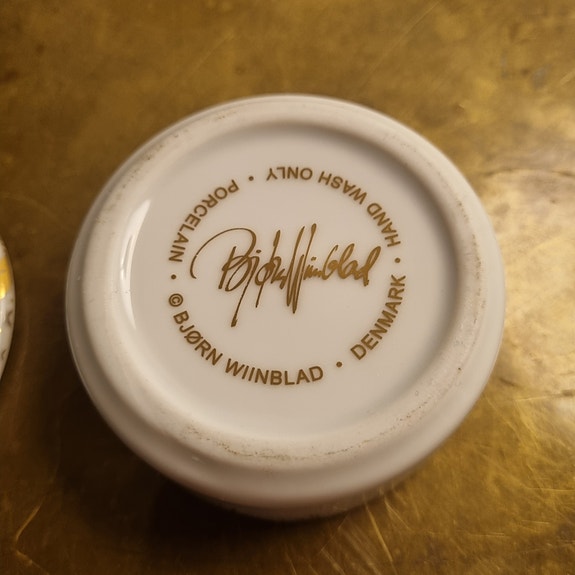 Bjørn Wiinblad
© BJØRN WIINBLAD • DENMARK • HAND WASH ONLY • PORCELAIN •